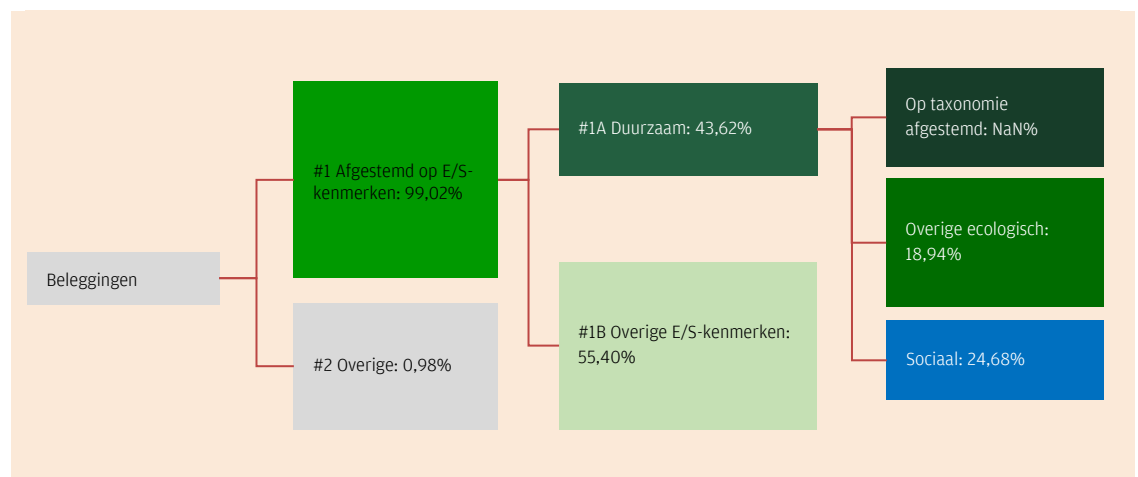 Beleggingen
#1 Afgestemd op E/S-
kenmerken: 99,02%
#2 Overige: 0,98%
#1A Duurzaam: 43,62%
#1B Overige E/S-kenmerken:
55,40%
Op taxonomie
afgestemd: NaN%
Overige ecologisch:
18,94%
Sociaal: 24,68%